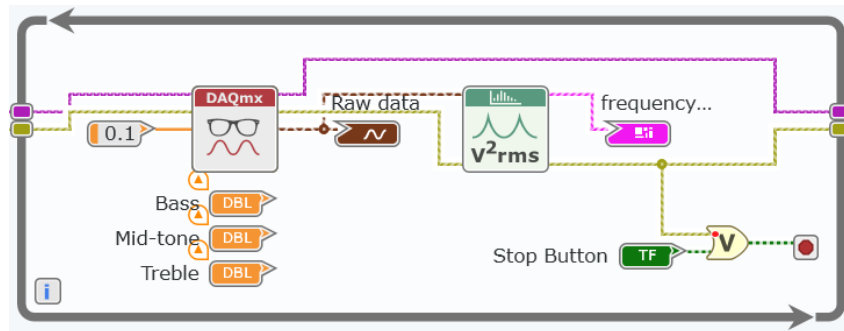 DAQmx
Raw data
frequency...
0.1
V²rms
Bass
DBL
Mid-tone
DBL
Treble
DBL
Stop Button
TF
V
i